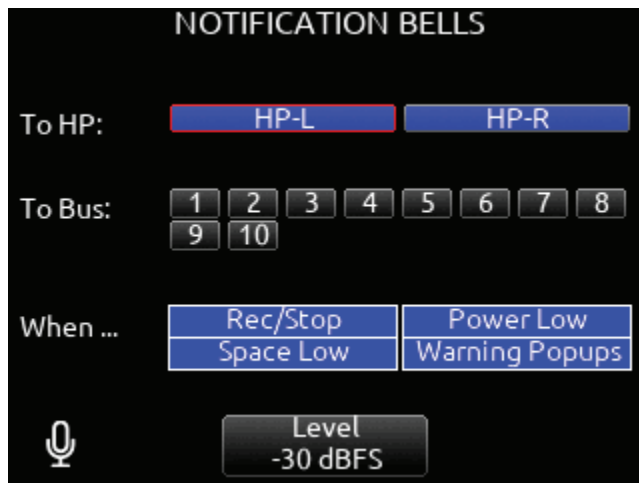 NOTIFICATION BELLS
To HP: HP-L HP-R
To Bus: 1 2 3 4 5 6 7 8
9 10
When ... Rec/Stop Power Low
Space Low Warning Popups
Level
-30 dBFS